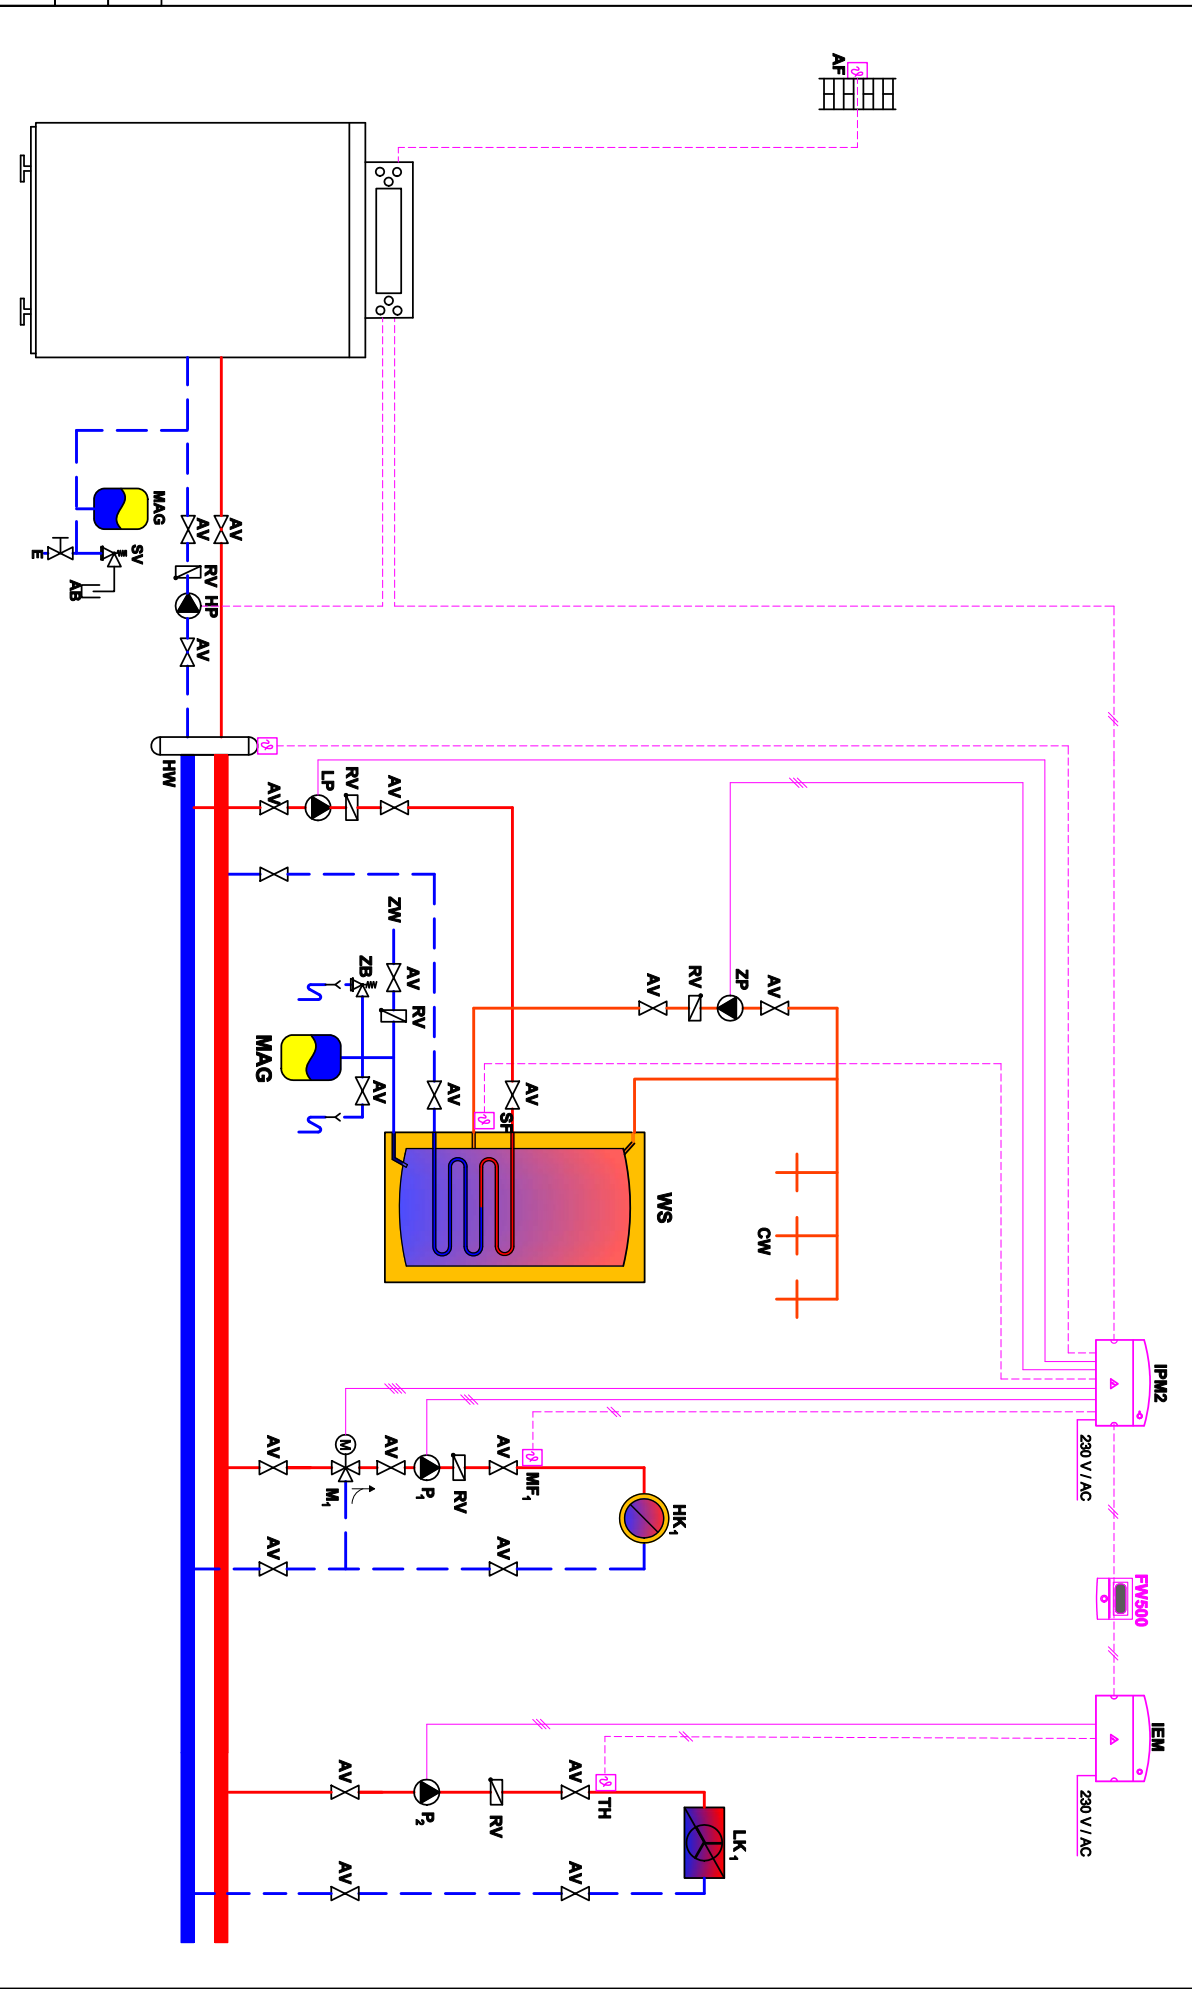 IPM2
IEM
FW500
230 V / AC
230 V / AC
AF
AV
CW
ZP
LK₁
RV
HK₁
WS
AV
TH
AV
AV
MF₁
AV
SF
AV
AV
RV
RV
AV
P₁
P₂
RV
AV
AV
ZW
AV
AV
ZB
RV
M
AV
AV
LP
M₁
AV
AV
AV
MAG
AV
RV
HP
AV
AV
HW
MAG
SV
AB
E